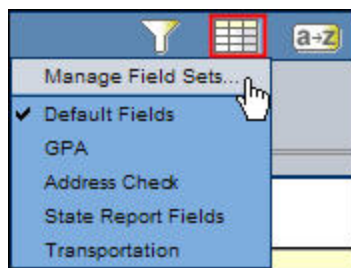 a-z
Manage Field Sets...
Default Fields
GPA
Address Check
State Report Fields
Transportation